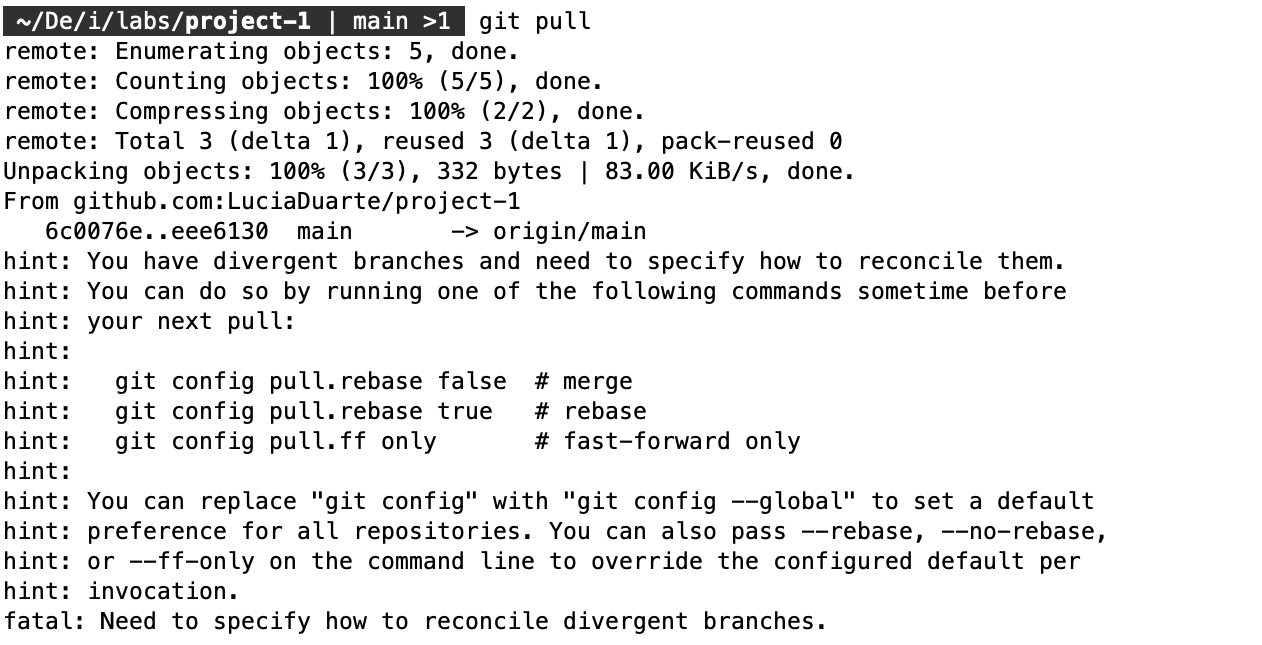 ~/De/i/labs/project-1 | main >1 git pull
remote: Enumerating objects: 5, done.
remote: Counting objects: 100% (5/5), done.
remote: Compressing objects: 100% (2/2), done.
remote: Total 3 (delta 1), reused 3 (delta 1), pack-reused 0
Unpacking objects: 100% (3/3), 332 bytes | 83.00 KiB/s, done.
From github.com:LuciaDuarte/project-1
   6c0076e..eee6130  main       -> origin/main
hint: You have divergent branches and need to specify how to reconcile them.
hint: You can do so by running one of the following commands sometime before
hint: your next pull:
hint:
hint:   git config pull.rebase false  # merge
hint:   git config pull.rebase true   # rebase
hint:   git config pull.ff only       # fast-forward only
hint:
hint: You can replace "git config" with "git config --global" to set a default
hint: preference for all repositories. You can also pass --rebase, --no-rebase,
hint: or --ff-only on the command line to override the configured default per
hint: invocation.
fatal: Need to specify how to reconcile divergent branches.